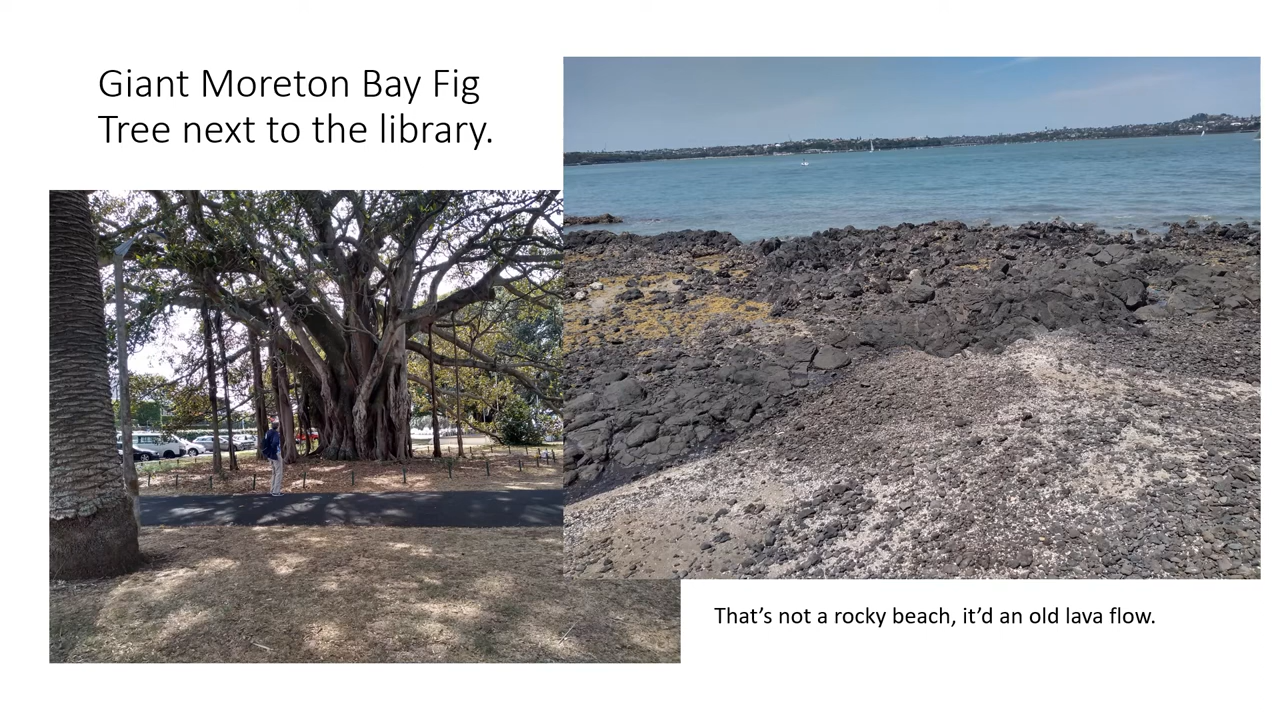 Giant Moreton Bay Fig
Tree next to the library.
That’s not a rocky beach, it’d an old lava flow.